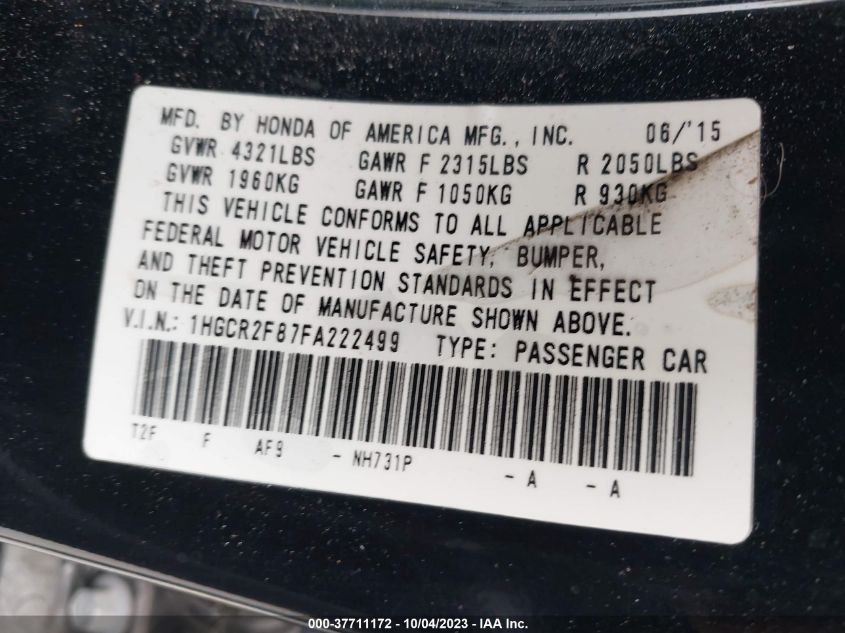 MFD. BY HONDA OF AMERICA MFG., INC. 06/'15
GVWR 4321LBS GAWR F 2315LBS R 2050LBS
GVWR 1960KG GAWR F 1050KG R 930KG
THIS VEHICLE CONFORMS TO ALL APPLICABLE
FEDERAL MOTOR VEHICLE SAFETY, BUMPER,
AND THEFT PREVENTION STANDARDS IN EFFECT
ON THE DATE OF MANUFACTURE SHOWN ABOVE.
V.I.N.: 1HGCR2F87FA222499 TYPE: PASSENGER CAR
T2F F AF9 - NH731P - A - A
000-37711172 - 10/04/2023 - IAA Inc.